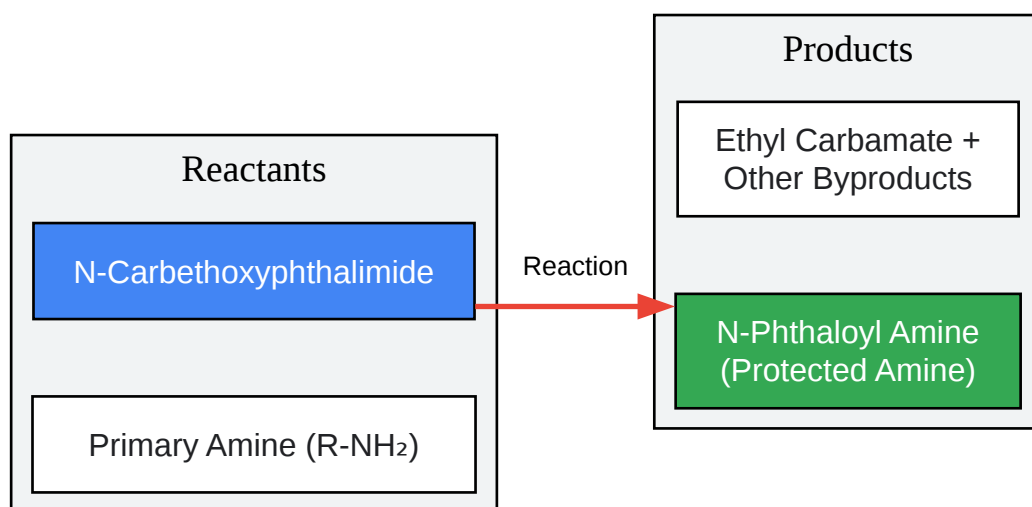 Reactants
N-Carbethoxyphthalimide
Primary Amine (R-NH₂)
Reaction
Products
Ethyl Carbamate +
Other Byproducts
N-Phthaloyl Amine
(Protected Amine)